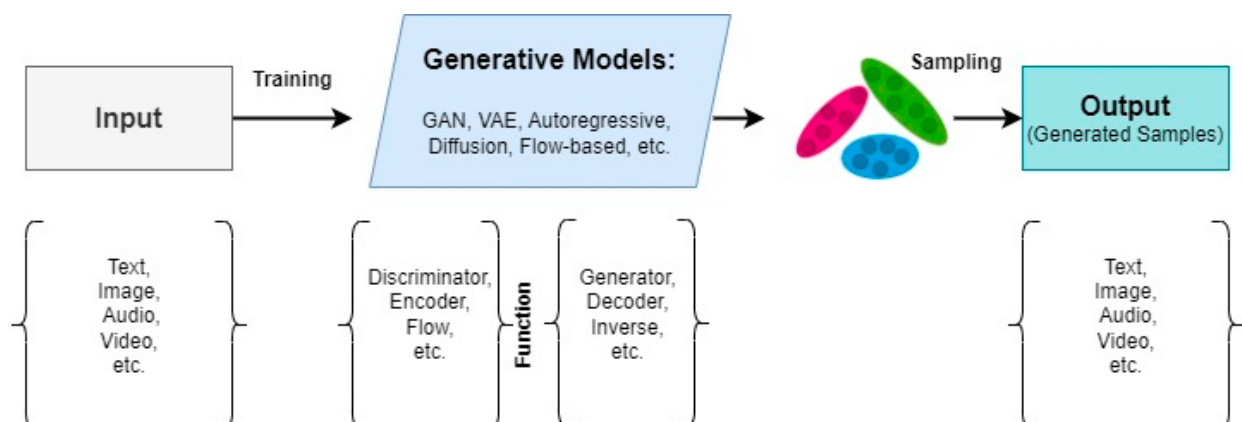 Input
Training
Generative Models:
GAN, VAE, Autoregressive,
Diffusion, Flow-based, etc.
Sampling
Output
(Generated Samples)
Text,
Image,
Audio,
Video,
etc.
Discriminator,
Encoder,
Flow,
etc.
Function
Generator,
Decoder,
Inverse,
etc.
Text,
Image,
Audio,
Video,
etc.